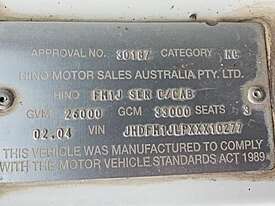 APPROVAL NO. 30187 CATEGORY NC
HINO MOTOR SALES AUSTRALIA PTY. LTD.
HINO FM1J SER C/CAB
GVM 26000 GCM 33000 SEATS 3
02.04 VIN JHDFM1JLPXXX10277
THIS VEHICLE WAS MANUFACTURED TO COMPLY
WITH THE MOTOR VEHICLE STANDARDS ACT 1989